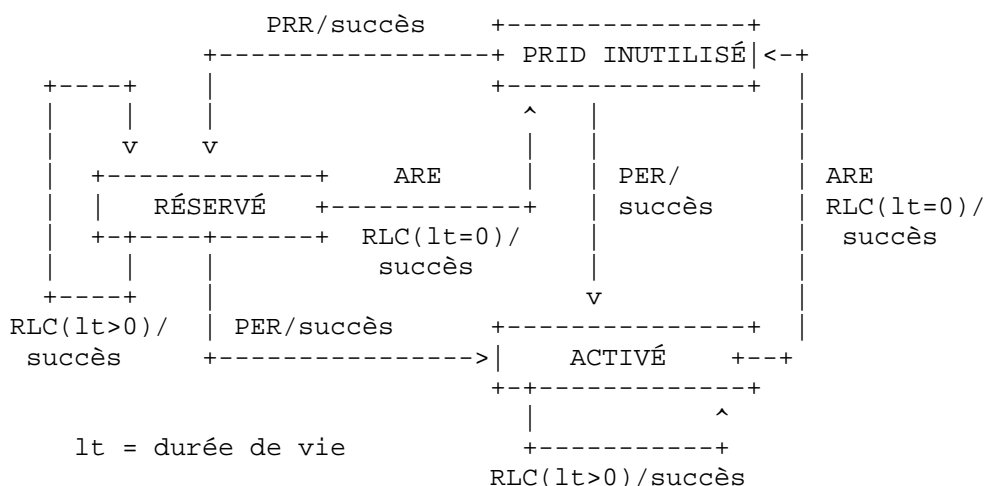 PRR/succès
PRID INUTILISÉ
ARE
PER/
ARE
RÉSERVÉ
succès
RLC(lt=0)/
RLC(lt=0)/
succès
succès
RLC(lt>0)/
PER/succès
succès
ACTIVÉ
lt = durée de vie
RLC(lt>0)/succès